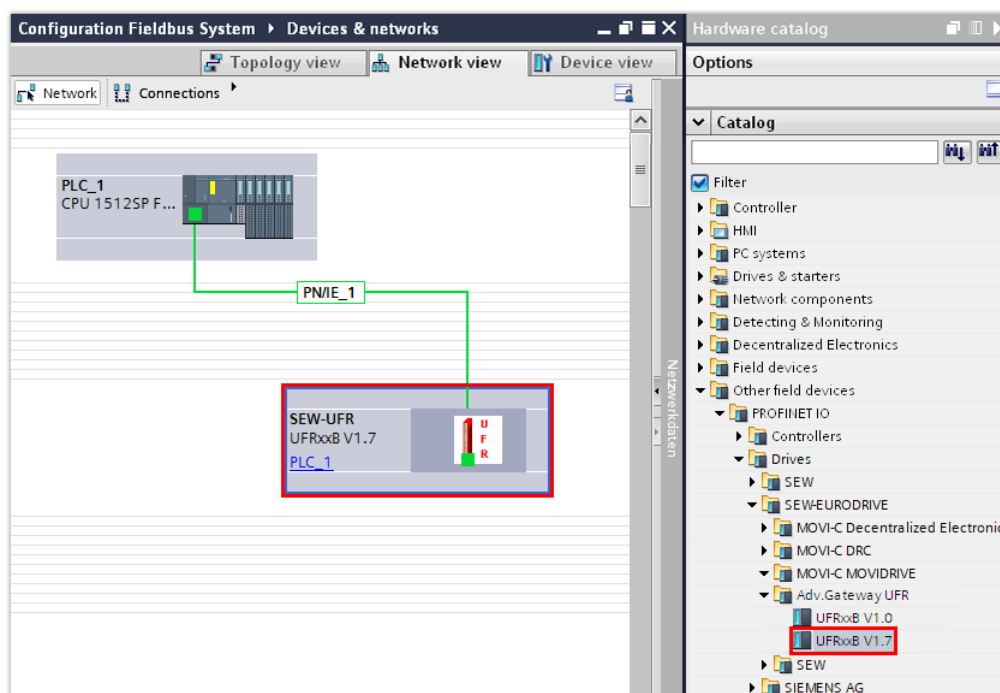 Configuration Fieldbus System ▸ Devices & networks
Topology view
Network view
Device view
Network
Connections
PLC_1
CPU 1512SP F...
PN/IE_1
SEW-UFR
UFRxxB V1.7
PLC_1
U
F
R
Netzwerkdaten
Hardware catalog
Options
Catalog
Filter
Controller
HMI
PC systems
Drives & starters
Network components
Detecting & Monitoring
Decentralized Electronics
Field devices
Other field devices
PROFINET IO
Controllers
Drives
SEW
SEW-EURODRIVE
MOVI-C Decentralized Electronic
MOVI-C DRC
MOVI-C MOVIDRIVE
Adv.Gateway UFR
UFRxxB V1.0
UFRxxB V1.7
SEW
SIEMENS AG